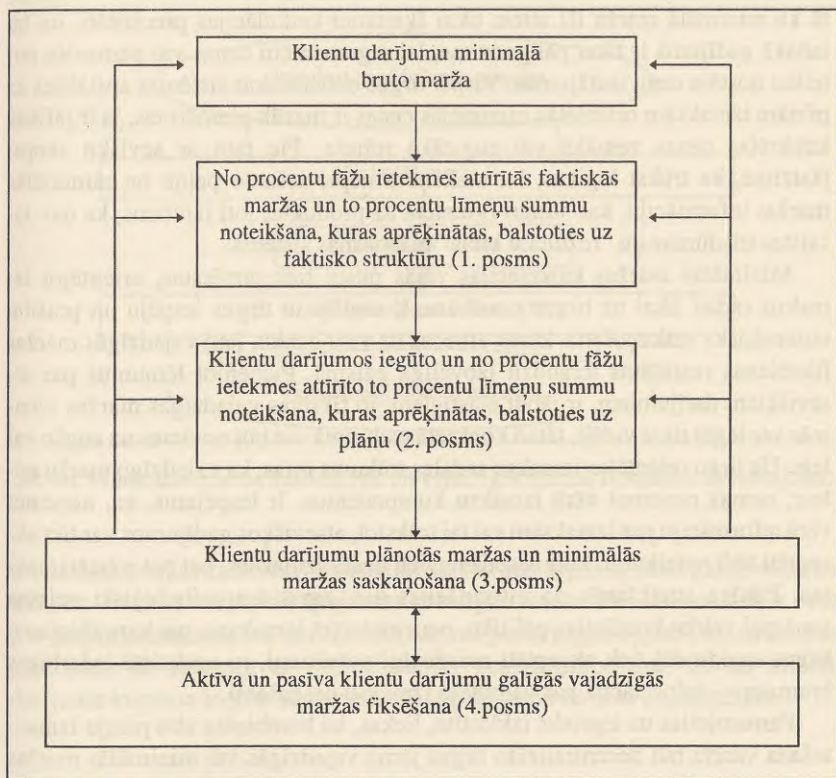 Klientu darījumu minimālā
bruto marža
No procentu fāžu ietekmes attīrītās faktiskās
maržas un to procentu līmeņu summu
noteikšana, kuras aprēķinātas, balstoties uz
faktisko struktūru (1. posms)
Klientu darījumos iegūto un no procentu fāžu
ietekmes attīrīto to procentu līmeņu summu
noteikšana, kuras aprēķinātas, balstoties uz
plānu (2. posms)
Klientu darījumu plānotās maržas un minimālās
maržas saskaņošana (3.posms)
Aktīva un pasīva klientu darījumu galīgās vajadzīgās
maržas fiksēšana (4.posms)